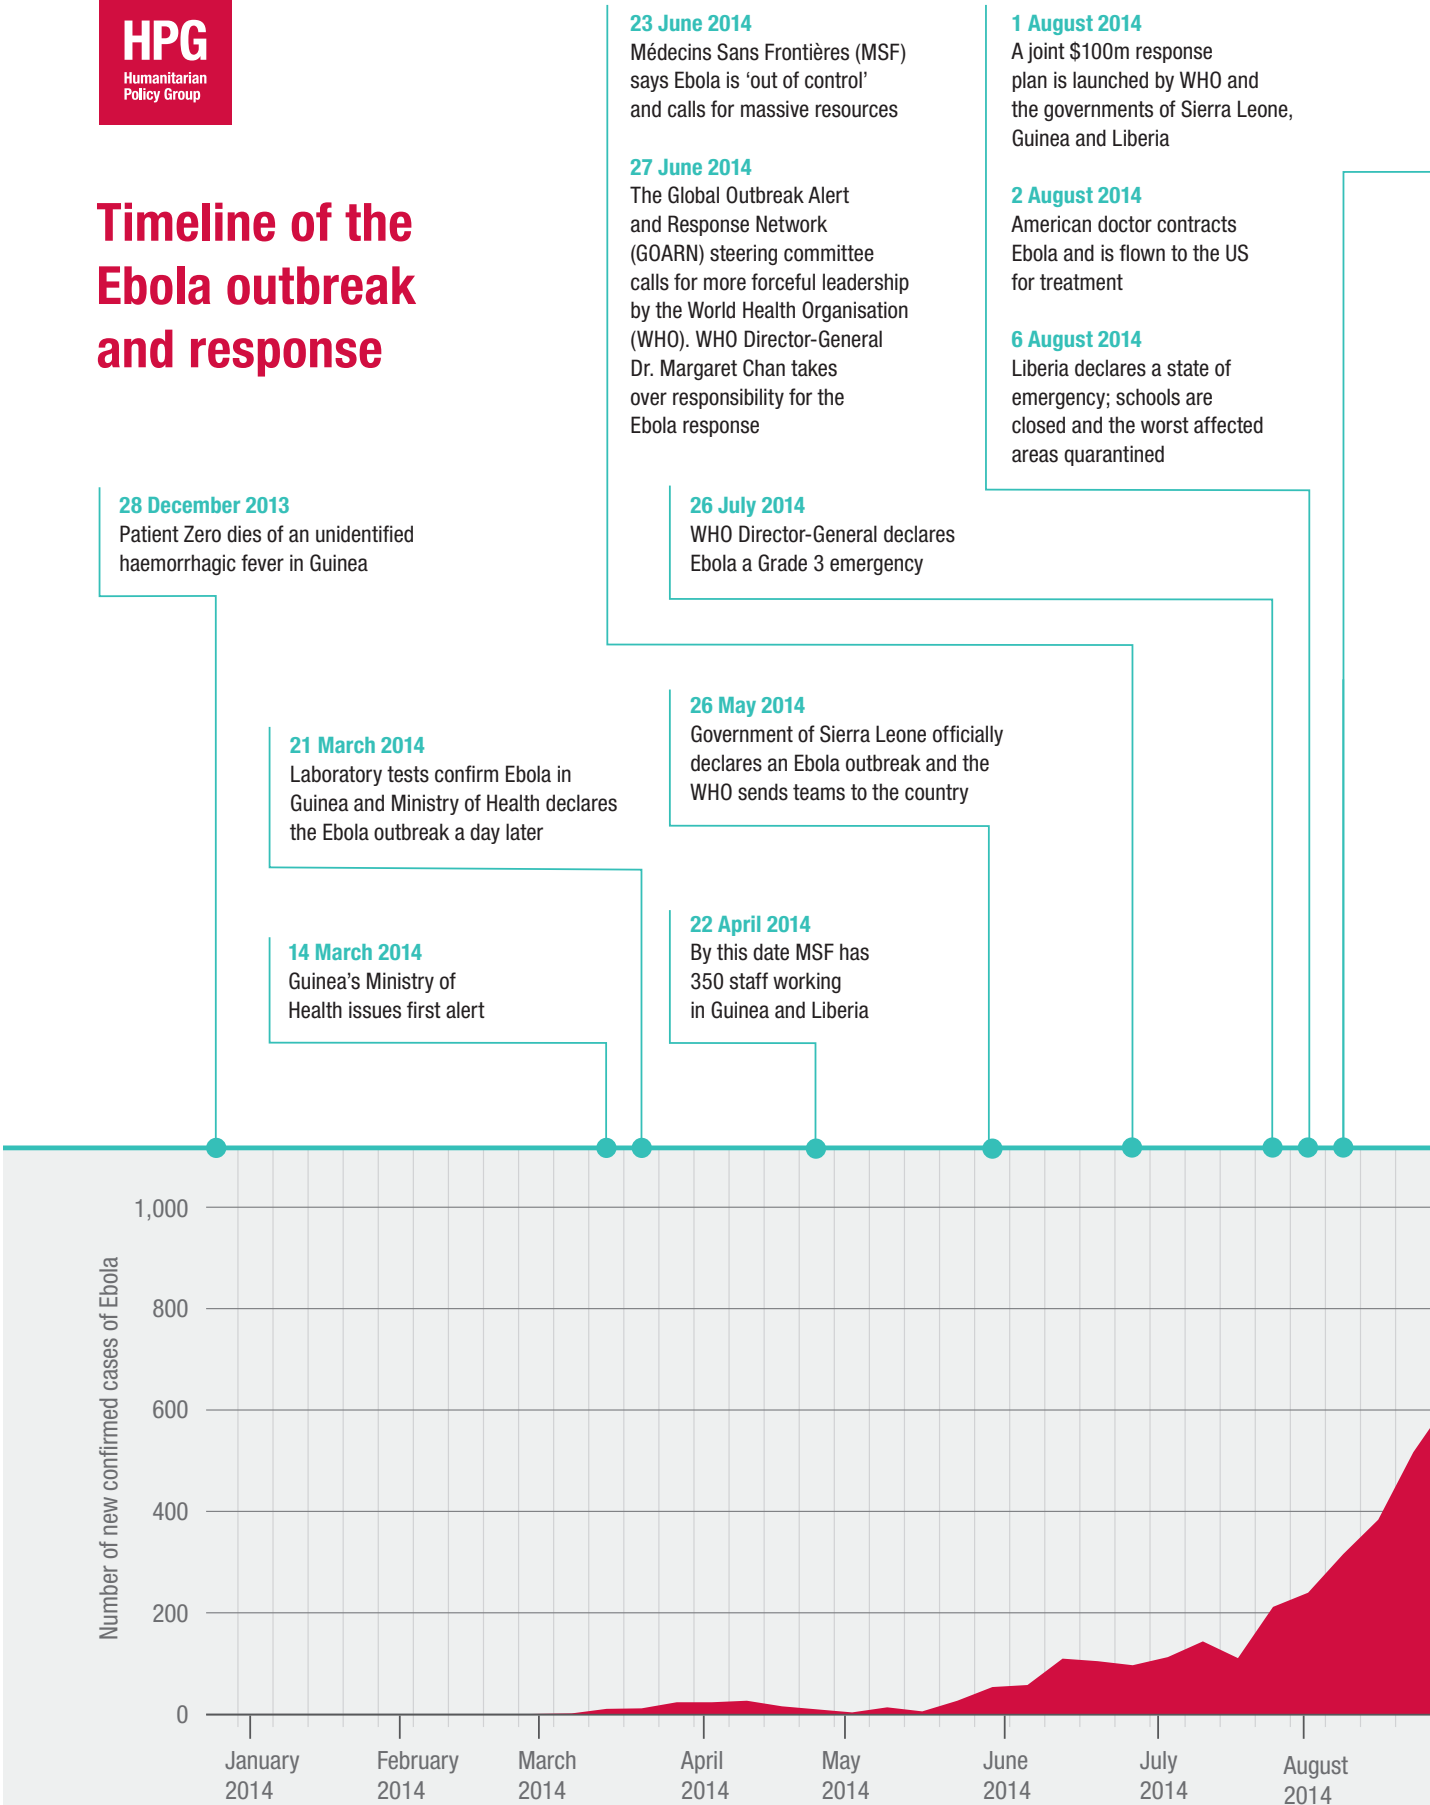 HPG
Humanitarian
Policy Group
Timeline of the
Ebola outbreak
and response
28 December 2013
Patient Zero dies of an unidentified
haemorrhagic fever in Guinea
21 March 2014
Laboratory tests confirm Ebola in
Guinea and Ministry of Health declares
the Ebola outbreak a day later
14 March 2014
Guinea's Ministry of
Health issues first alert
23 June 2014
Médecins Sans Frontières (MSF)
says Ebola is ‘out of control’
and calls for massive resources
27 June 2014
The Global Outbreak Alert
and Response Network
(GOARN) steering committee
calls for more forceful leadership
by the World Health Organisation
(WHO). WHO Director-General
Dr. Margaret Chan takes
over responsibility for the
Ebola response
26 July 2014
WHO Director-General declares
Ebola a Grade 3 emergency
26 May 2014
Government of Sierra Leone officially
declares an Ebola outbreak and the
WHO sends teams to the country
22 April 2014
By this date MSF has
350 staff working
in Guinea and Liberia
1 August 2014
A joint $100m response
plan is launched by WHO and
the governments of Sierra Leone,
Guinea and Liberia
2 August 2014
American doctor contracts
Ebola and is flown to the US
for treatment
6 August 2014
Liberia declares a state of
emergency; schools are
closed and the worst affected
areas quarantined
Number of new confirmed cases of Ebola
1,000
800
600
400
200
0
January
2014
February
2014
March
2014
April
2014
May
2014
June
2014
July
2014
August
2014